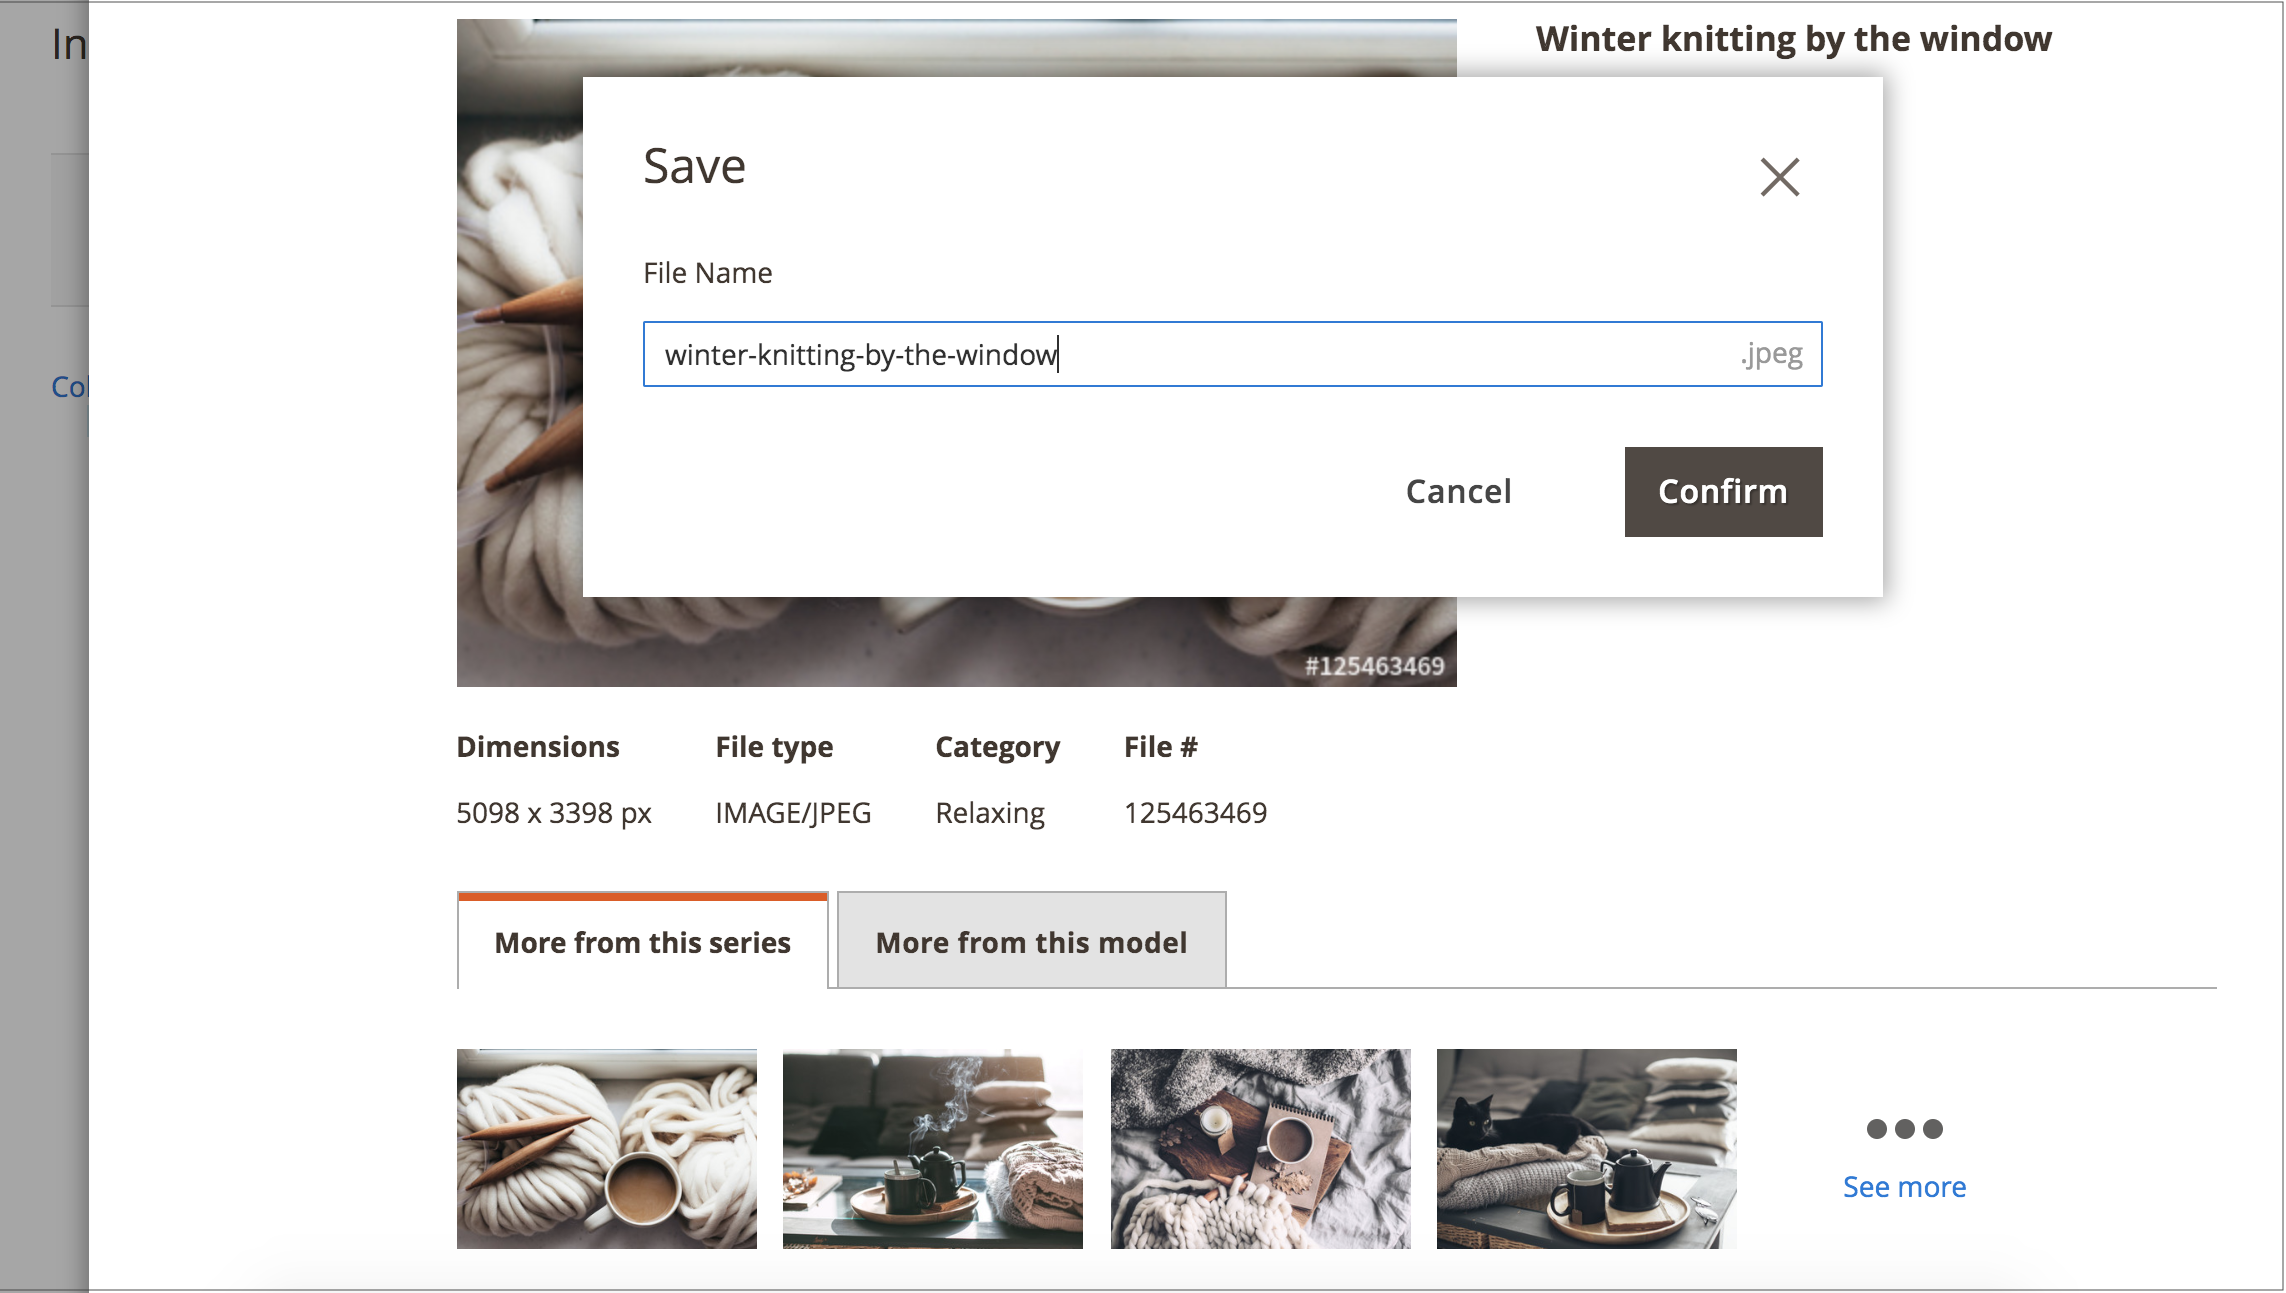 In
Winter knitting by the window
Save
File Name
winter-knitting-by-the-window .jpeg
Col
Cancel Confirm
#125463469
Dimensions File type Category File #
5098 x 3398 px IMAGE/JPEG Relaxing 125463469
More from this series More from this model
See more